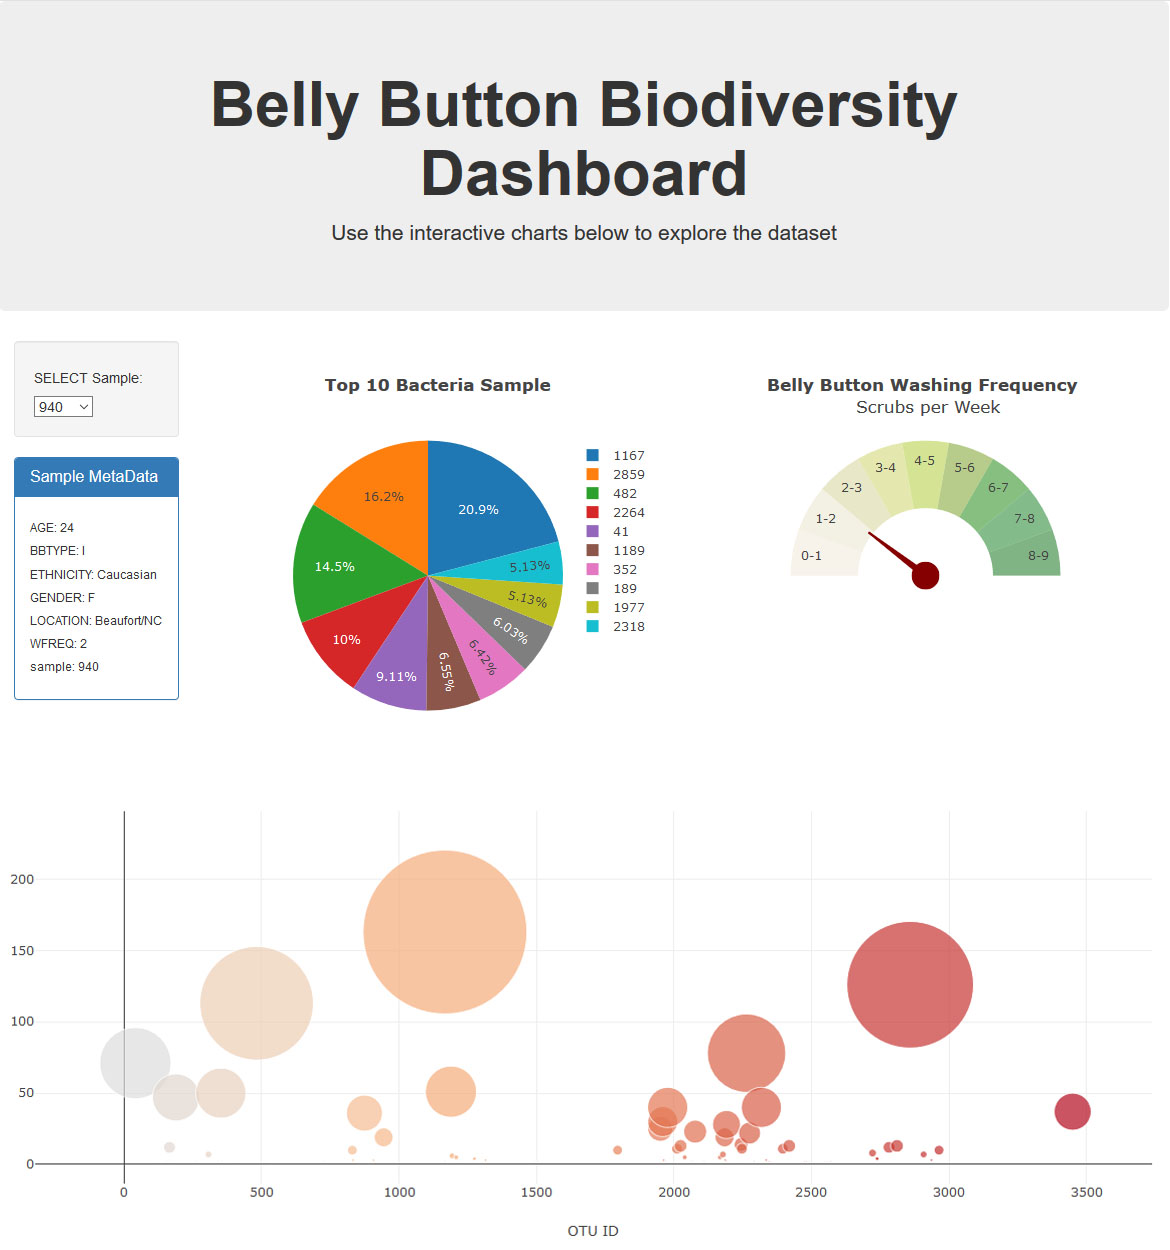 Belly Button Biodiversity
Dashboard
Use the interactive charts below to explore the dataset
SELECT Sample:
940
Sample MetaData
AGE: 24
BBTYPE: I
ETHNICITY: Caucasian
GENDER: F
LOCATION: Beaufort/NC
WFREQ: 2
sample: 940
Top 10 Bacteria Sample
20.9%
16.2%
14.5%
10%
9.11%
6.55%
6.42%
6.03%
5.13%
5.13%
1167
2859
482
2264
41
1189
352
189
1977
2318
Belly Button Washing Frequency
Scrubs per Week
0-1
1-2
2-3
3-4
4-5
5-6
6-7
7-8
8-9
200
150
100
50
0
0
500
1000
1500
2000
2500
3000
3500
OTU ID